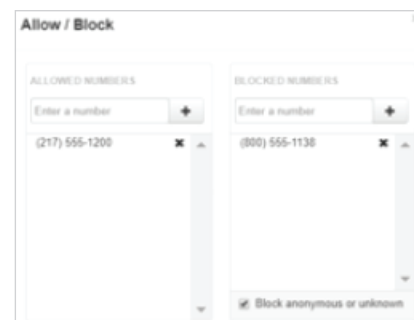 Allow / Block
ALLOWED NUMBERS
Enter a number
(217) 555-1200
BLOCKED NUMBERS
Enter a number
(800) 555-1138
Block anonymous or unknown